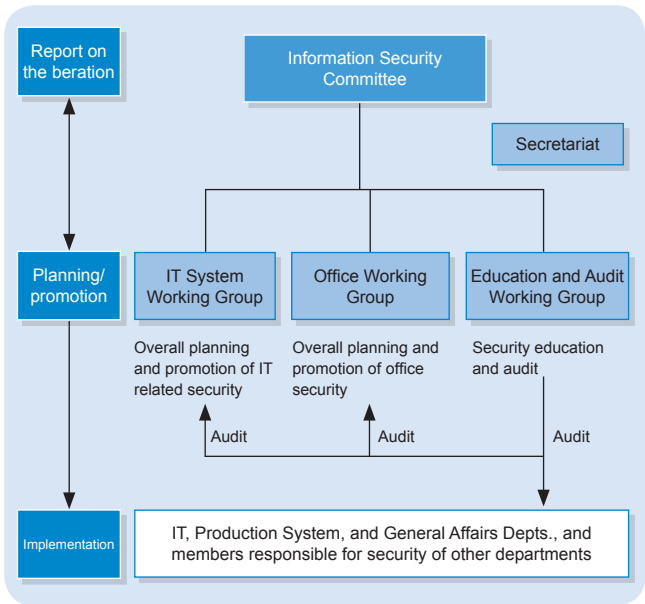 Report on
the beration
Information Security
Committee
Secretariat
Planning/
promotion
IT System
Working Group
Office Working
Group
Education and Audit
Working Group
Overall planning
and promotion of IT
related security
Overall planning and
promotion of office
security
Security education
and audit
Audit
Audit
Audit
Implementation
IT, Production System, and General Affairs Depts., and
members responsible for security of other departments